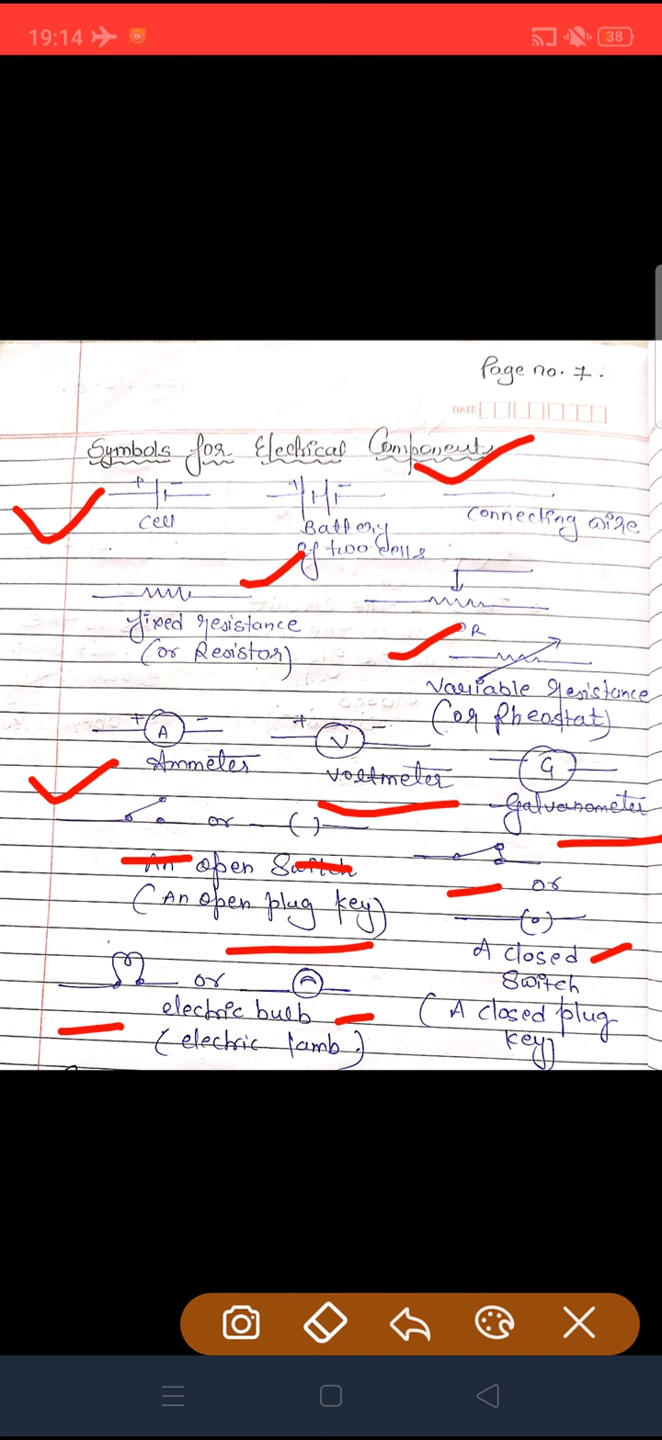 19:14
38
Page no. 7.
DATE
Symbols for Electrical Components
+ -
cell
Battery
of two cells
connecting wire
fixed resistance
(or Resistor)
OR
Variable resistance
(or Rheostat)
+ A -
Ammeter
+ V -
Voltmeter
G
Galvanometer
or ( )
An open Switch
(An open plug key)
or
A closed
Switch
(A closed plug
key)
or
electric bulb
(electric lamb)